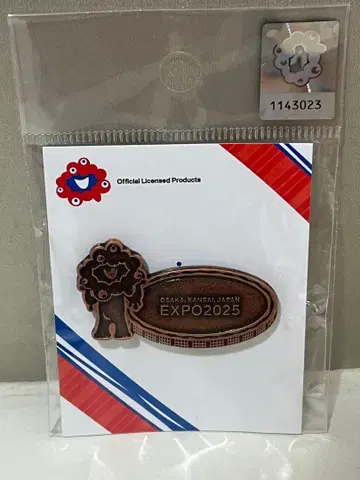 1143023
Official Licensed Products
OSAKA, KANSAI, JAPAN
EXPO2025